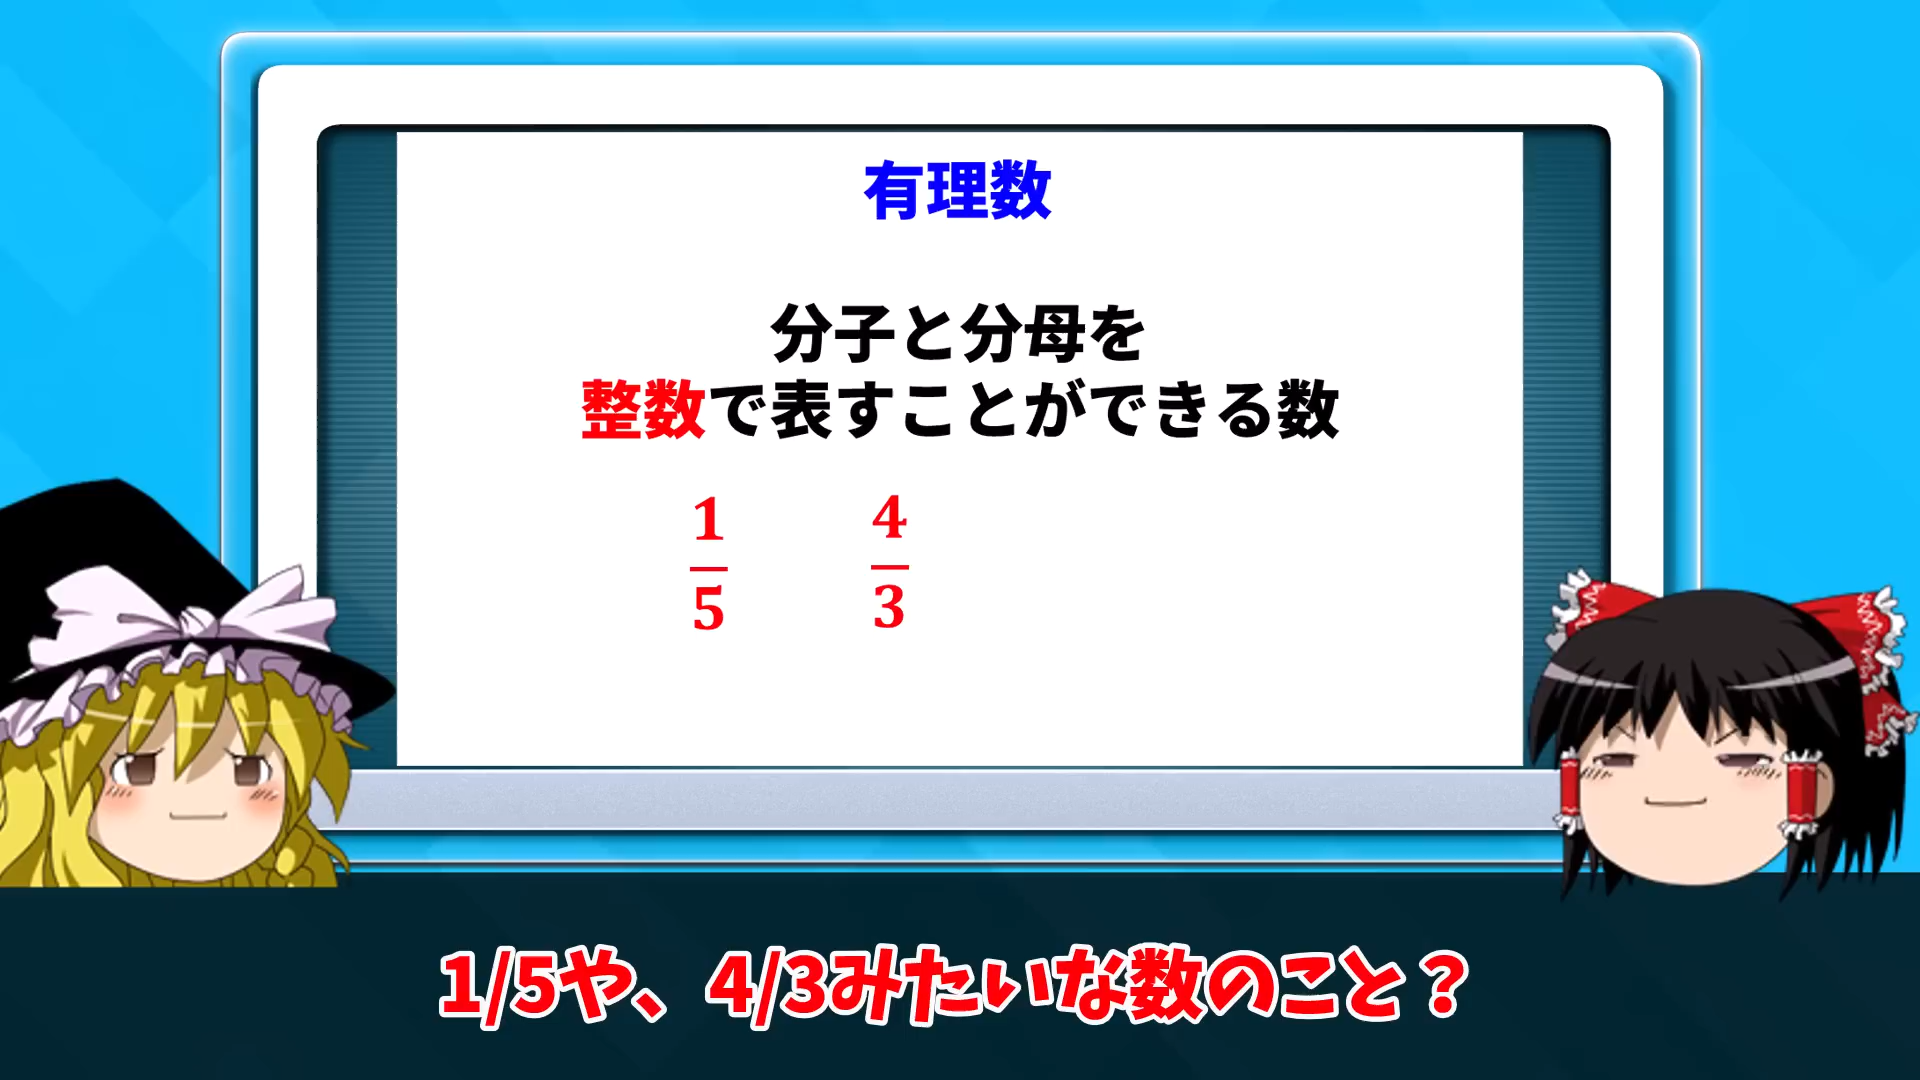 有理数
分子と分母を
整数で表すことができる数
1/5 4/3
1/5や、4/3みたいな数のこと？